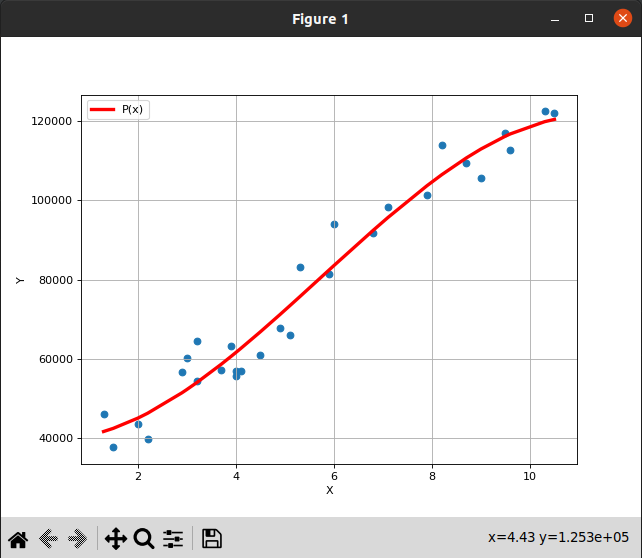 Figure 1
P(x)
120000
100000
80000
60000
40000
Y
2 4 6 8 10
X
x=4.43 y=1.253e+05